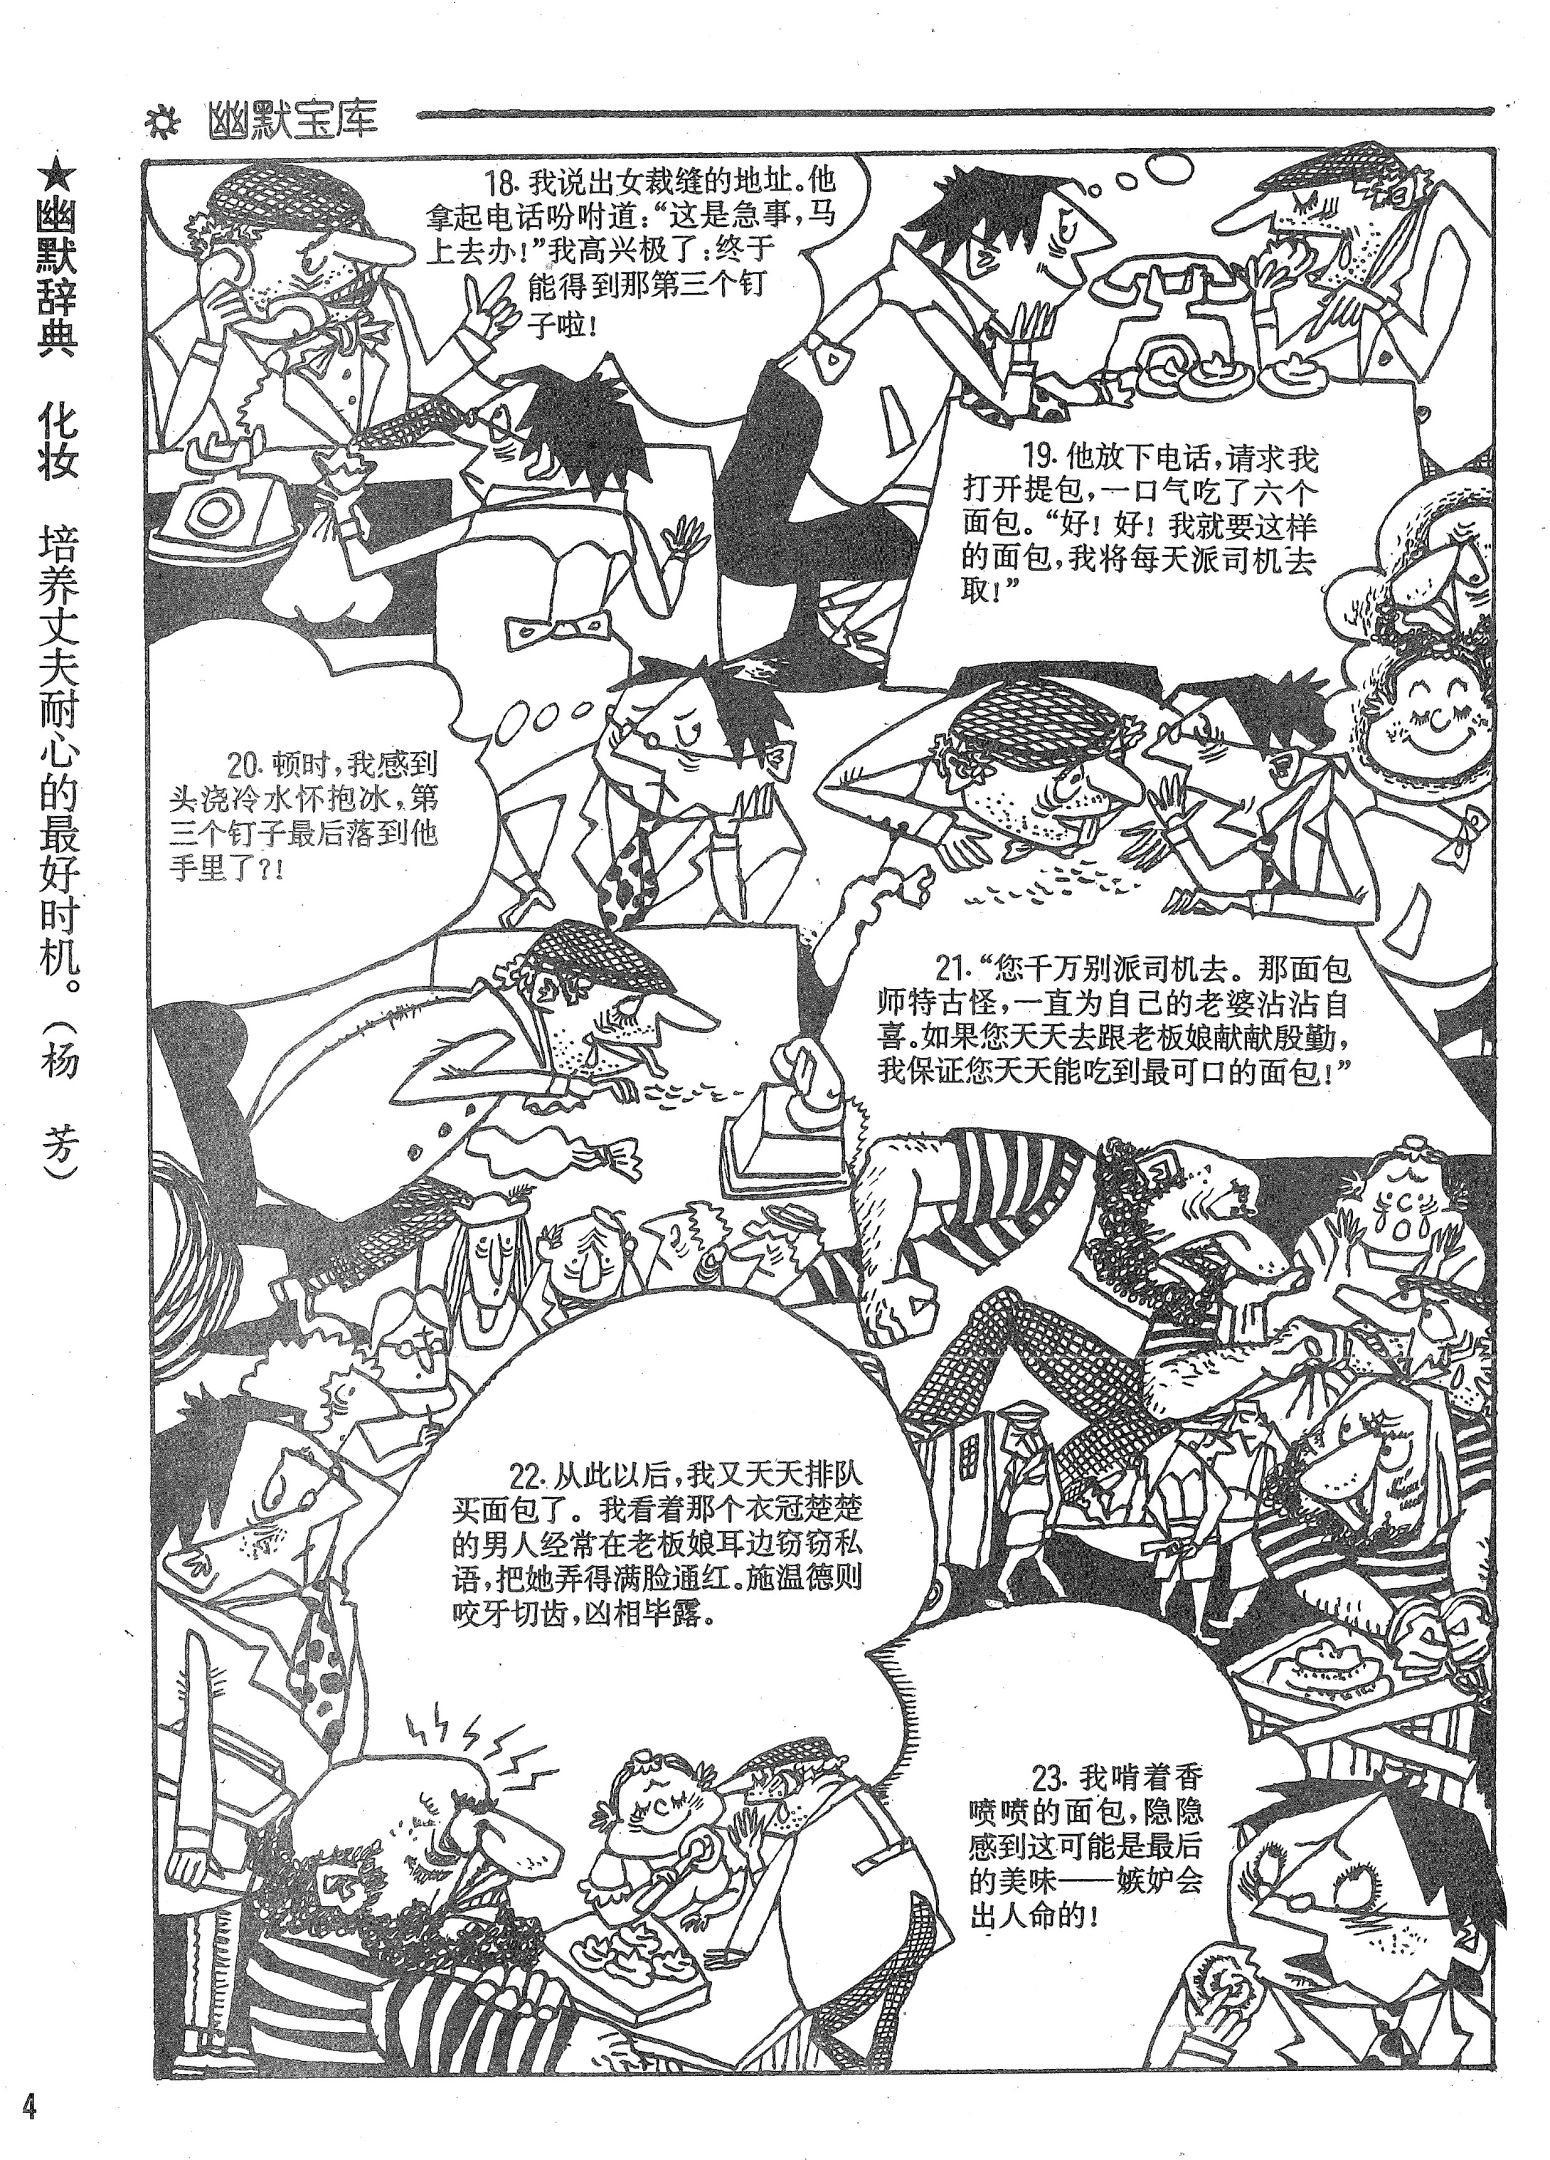 幽默宝库
★幽默辞典 化妆 培养丈夫耐心的最好时机。(杨 芳)
18. 我说出女裁缝的地址。他
拿起电话吩咐道:“这是急事,马
上去办!”我高兴极了:终于
能得到那第三个钉
子啦!
19. 他放下电话,请求我
打开提包,一口气吃了六个
面包。“好!好!我就要这样
的面包,我将每天派司机去
取!”
20. 顿时,我感到
头浇冷水怀抱冰,第
三个钉子最后落到他
手里了?!
21. “您千万别派司机去。那面包
师特古怪,一直为自己的老婆沾沾自
喜。如果您天天去跟老板娘献献殷勤,
我保证您天天能吃到最可口的面包!”
22. 从此以后,我又天天排队
买面包了。我看着那个衣冠楚楚
的男人经常在老板娘耳边窃窃私
语,把她弄得满脸通红。施温德则
咬牙切齿,凶相毕露。
23. 我啃着香
喷喷的面包,隐隐
感到这可能是最后
的美味——嫉妒会
出人命的!
4